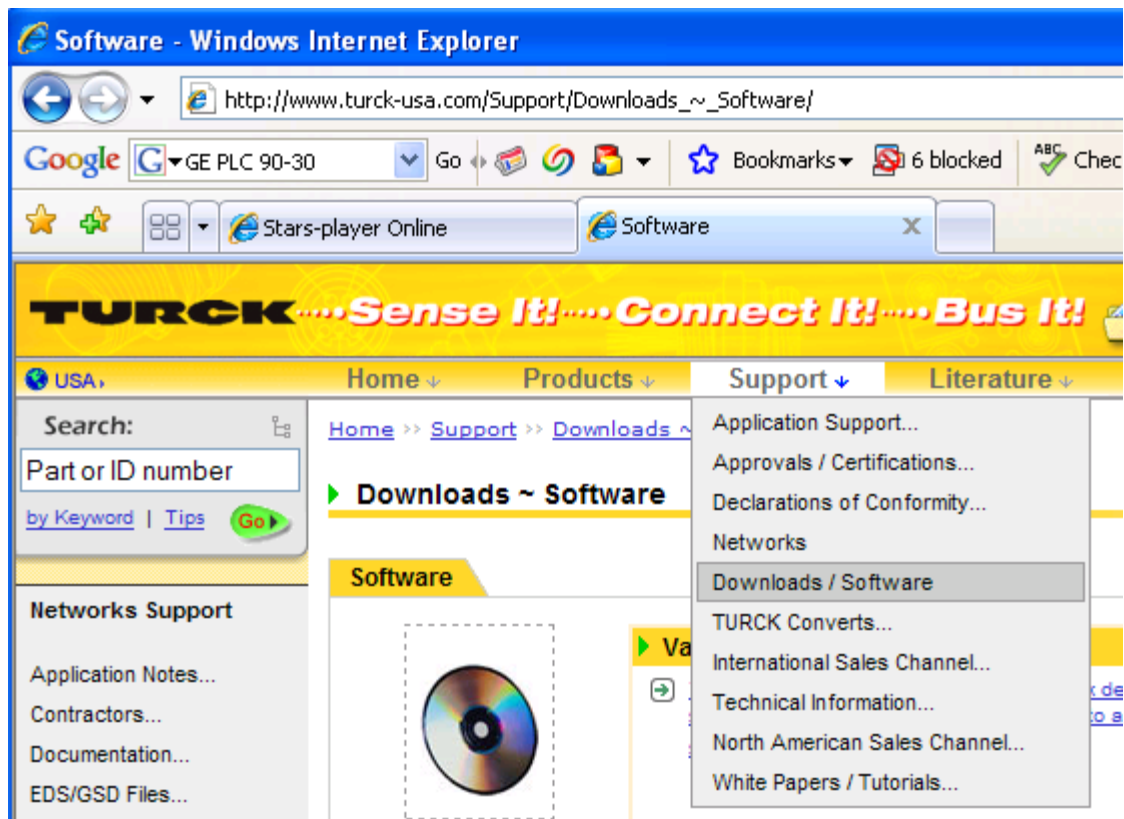 Software - Windows Internet Explorer
http://www.turck-usa.com/Support/Downloads_~_Software/
Google G GE PLC 90-30 Go Bookmarks 6 blocked ABC Chec
Stars-player Online Software
TURCK Sense It! Connect It! Bus It!
USA Home Products Support Literature
Search:
Part or ID number
by Keyword | Tips Go
Networks Support
Application Notes...
Contractors...
Documentation...
EDS/GSD Files...
Home >> Support >> Downloads ~
Downloads ~ Software
Software
Va
Application Support...
Approvals / Certifications...
Declarations of Conformity...
Networks
Downloads / Software
TURCK Converts...
International Sales Channel...
Technical Information...
North American Sales Channel...
White Papers / Tutorials...